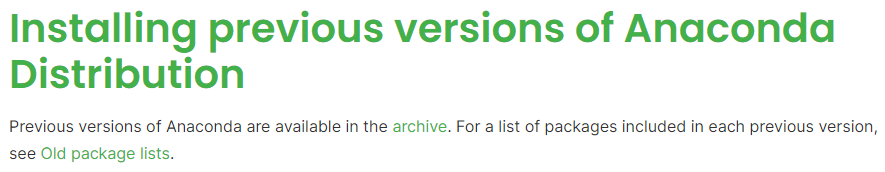 Installing previous versions of Anaconda
Distribution
Previous versions of Anaconda are available in the archive. For a list of packages included in each previous version,
see Old package lists.